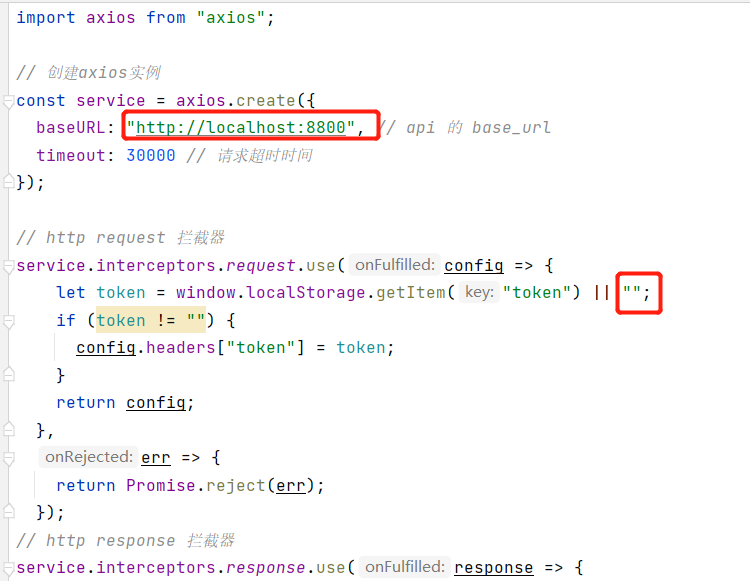 import axios from "axios";
// 创建axios实例
const service = axios.create({
baseURL: "http://localhost:8800", // api 的 base_url
timeout: 30000 // 请求超时时间
});
// http request 拦截器
service.interceptors.request.use( onFulfilled: config => {
let token = window.localStorage.getItem( key: "token") || "";
if (token != "") {
config.headers["token"] = token;
}
return config;
},
onRejected: err => {
return Promise.reject(err);
});
// http response 拦截器
service.interceptors.response.use( onFulfilled: response => {